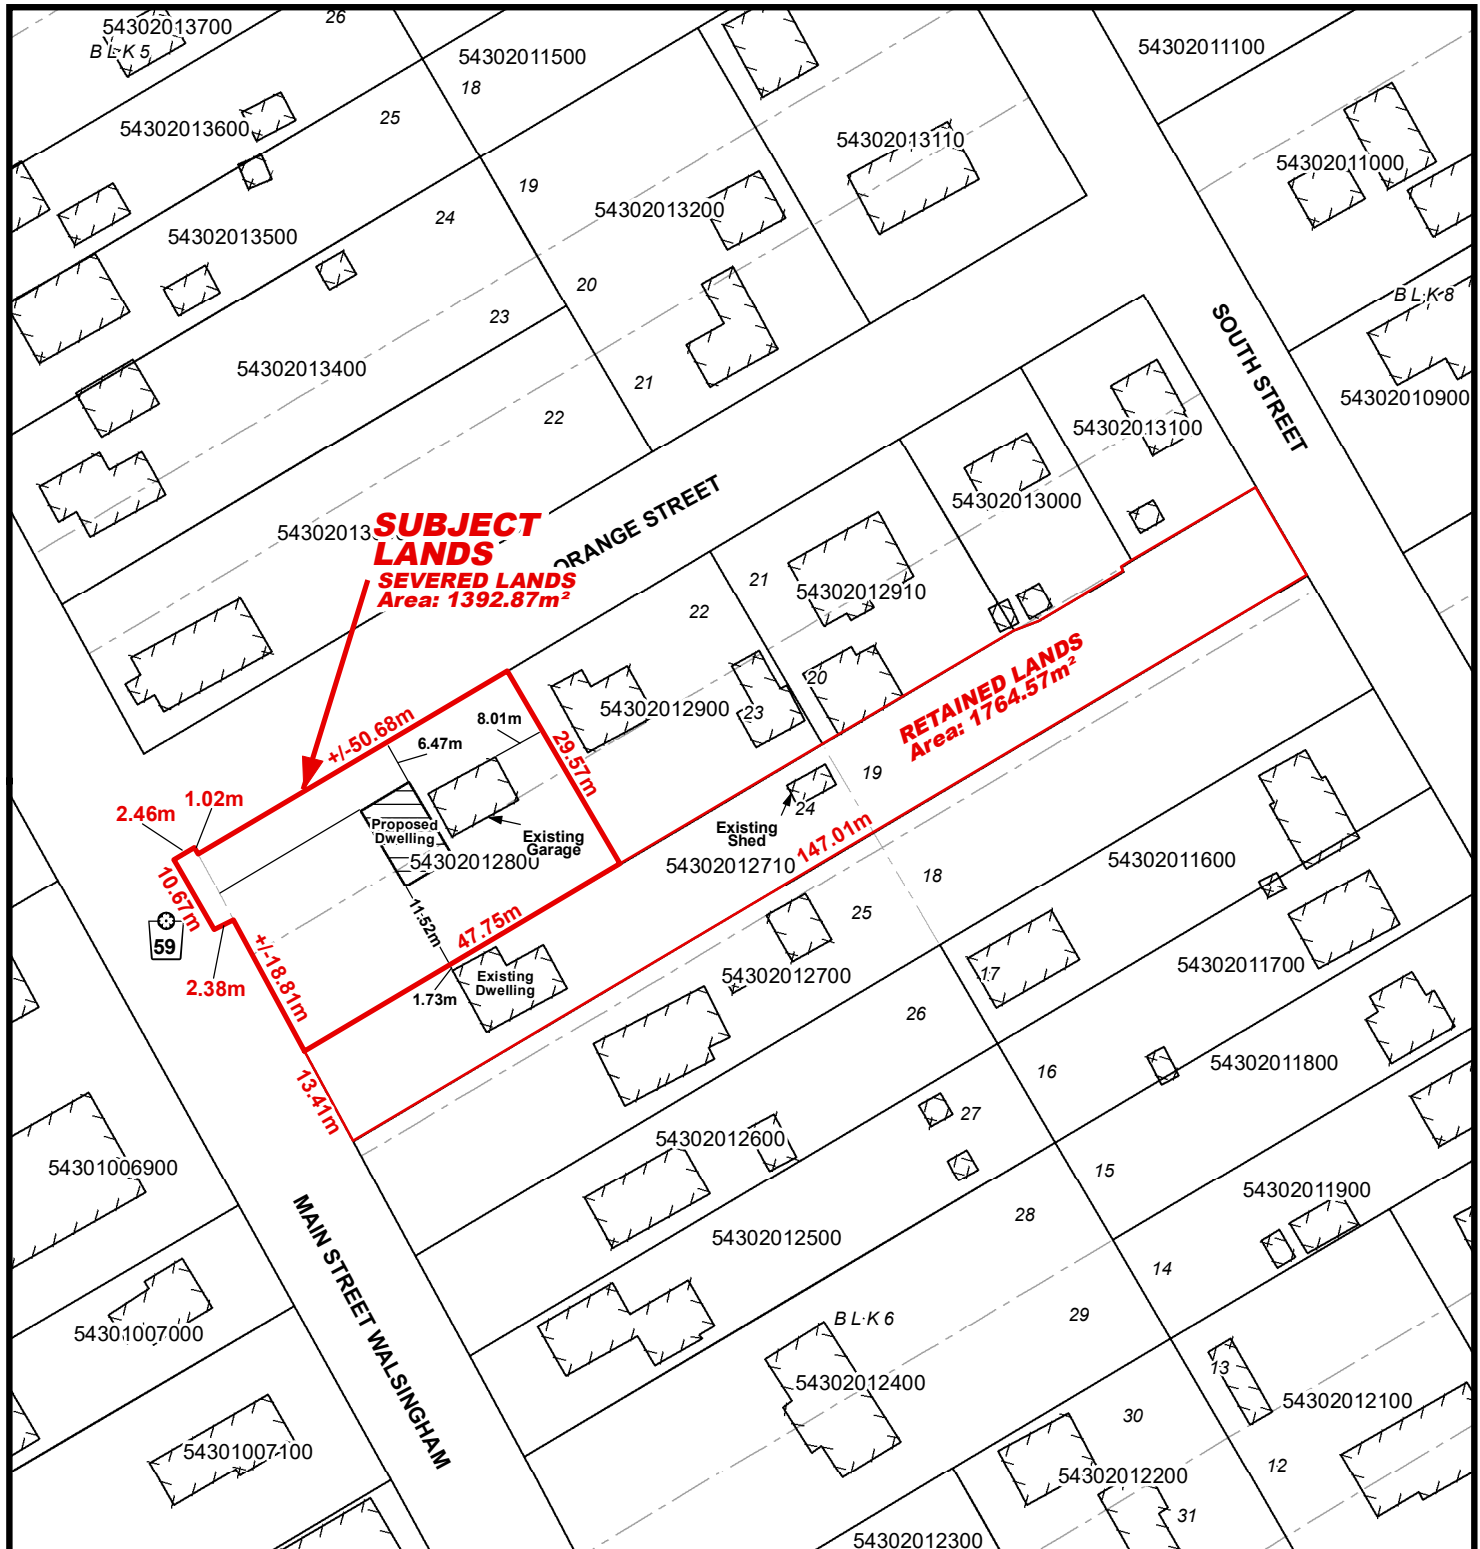 54302013700
26
BLK 5
54302011500
18
54302011100
25
54302013600
54302013110
54302011000
19
24
54302013200
54302013500
20
BLK 8
23
SOUTH STREET
54302013400
21
22
54302010900
54302013100
ORANGE STREET
54302013000
SUBJECT
LANDS
SEVERED LANDS
Area: 1392.87m²
21
54302012910
22
20
54302012900
23
RETAINED LANDS
Area: 1764.57m²
+/-50.68m
8.01m
6.47m
29.57m
19
1.02m
2.46m
24
Proposed
Dwelling
Existing
Garage
Existing
Shed
147.01m
54302012800
54302012710
54302011600
18
10.67m
11.52m
47.75m
25
59
+/-18.81m
Existing
Dwelling
54302012700
17
54302011700
2.38m
1.73m
26
13.41m
16
54302011800
27
54302012600
54301006900
15
54302011900
28
54302012500
MAIN STREET WALSINGHAM
14
29
BLK 6
54301007000
13
54302012400
54302012100
30
54301007100
12
54302012200
31
54302012300